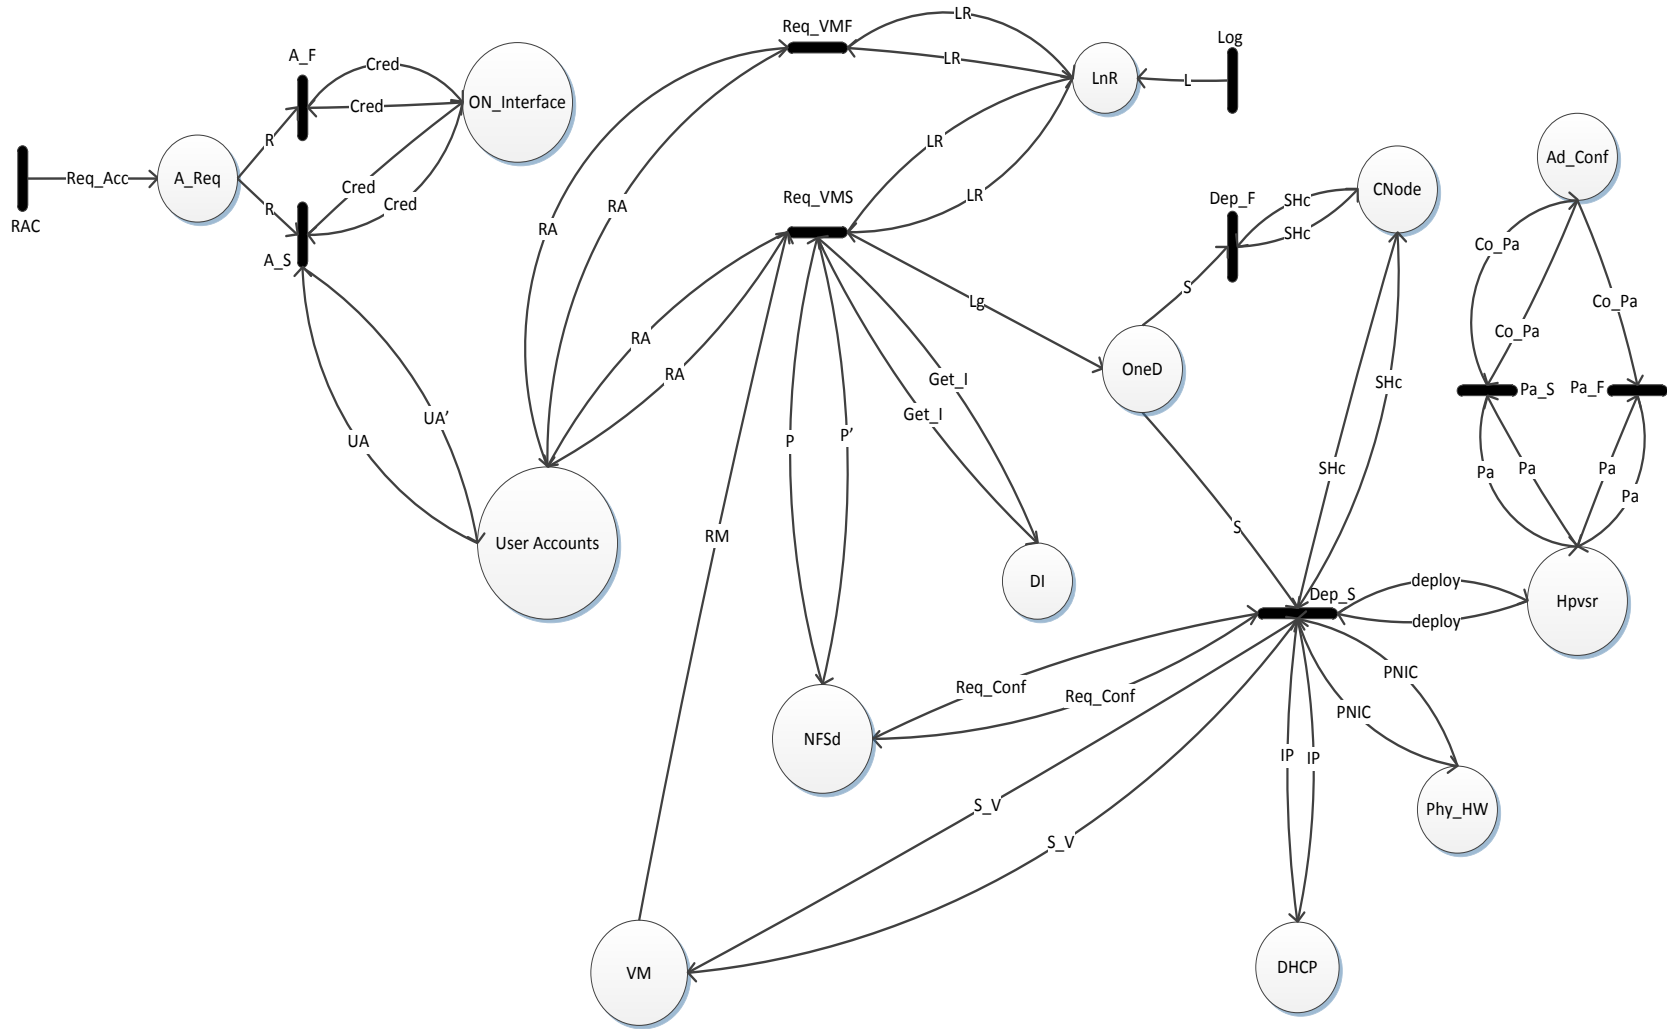 Req_VMF
LR
Log
A_F
Cred
LR
LnR
L
ON_Interface
Cred
R
LR
Ad_Conf
Req_Acc
A_Req
Cred
Req_VMS
Dep_F
SHc
CNode
RAC
R
Cred
RA
RA
LR
SHc
A_S
Co_Pa
S
Lg
Co_Pa
RA
Co_Pa
RA
Get_I
OneD
SHc
Pa_S
Pa_F
UA'
Get_I
UA
P
P'
SHc
Pa
Pa
Pa
Pa
S
RM
User Accounts
DI
deploy
Dep_S
Hpvsr
deploy
Req_Conf
Req_Conf
PNIC
PNIC
NFSd
IP
IP
S_V
Phy_HW
S_V
VM
DHCP